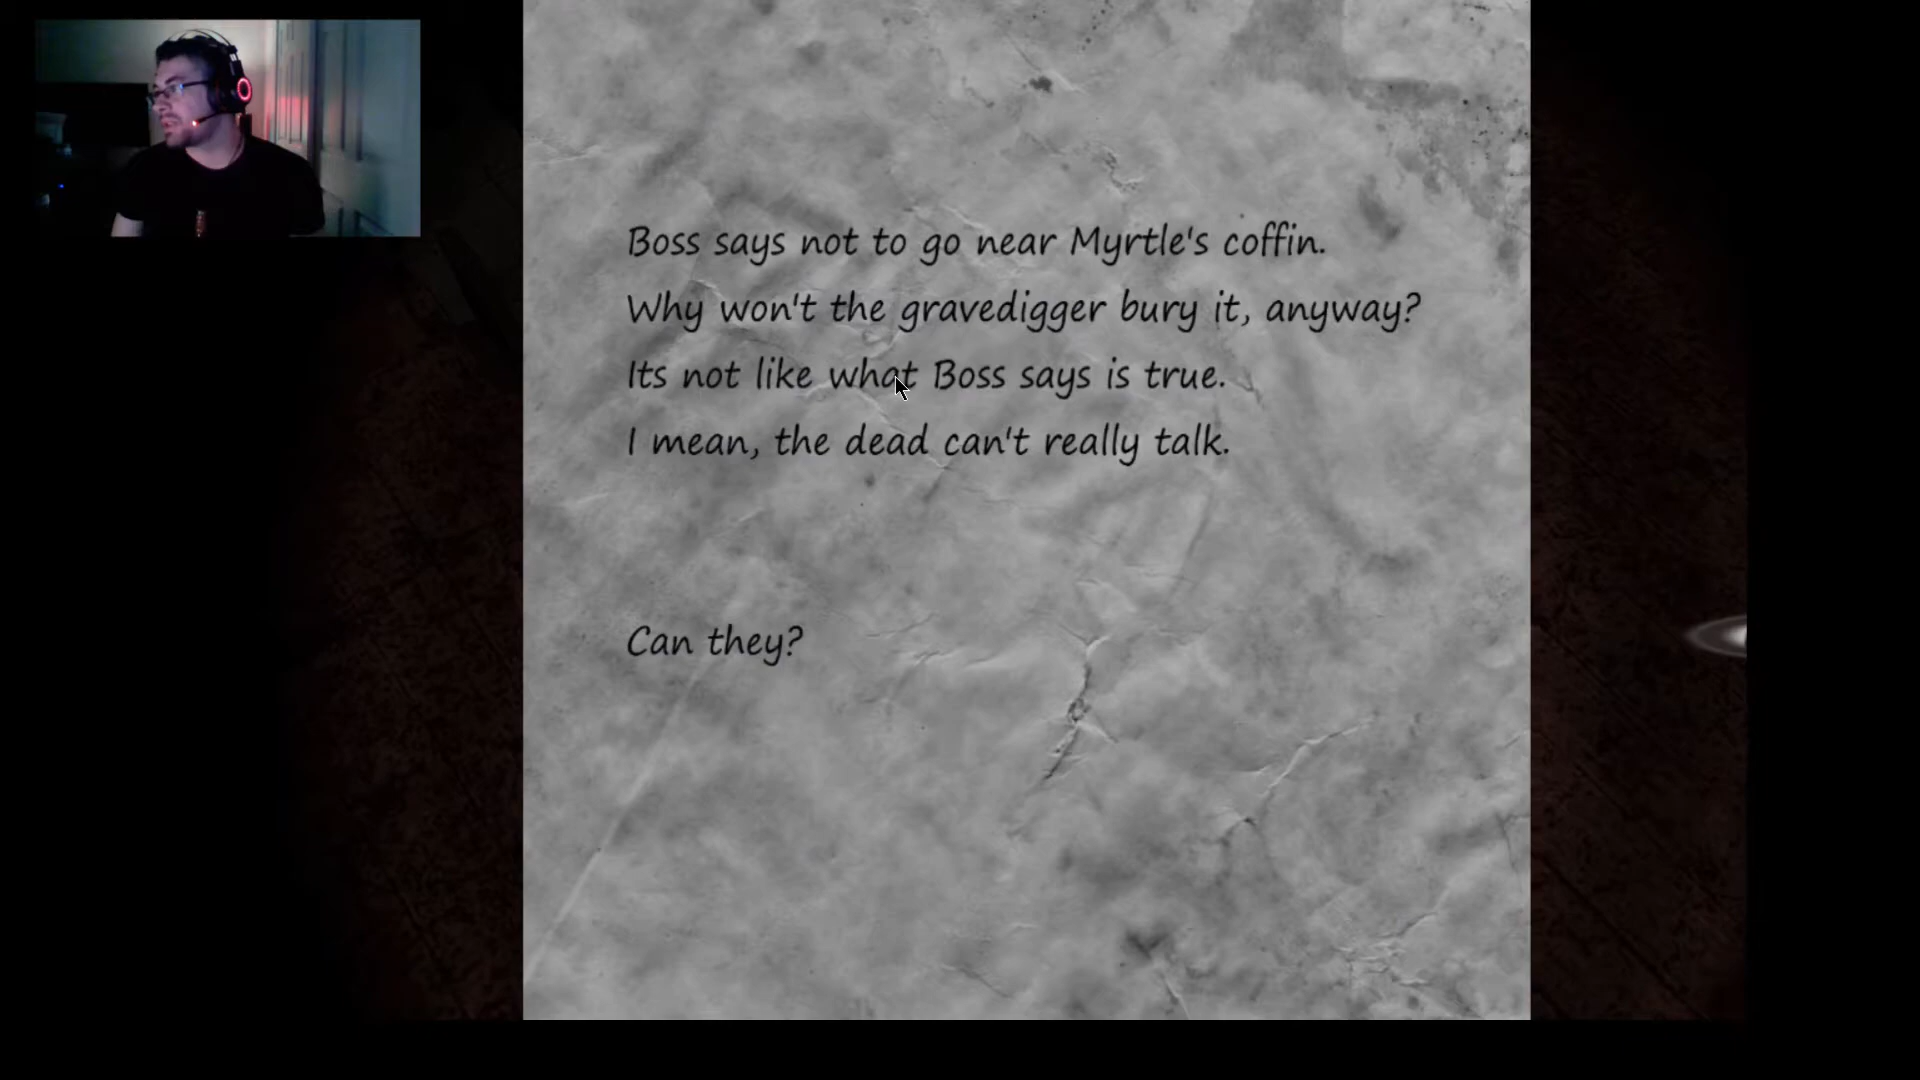 Boss says not to go near Myrtle's coffin.
Why won't the gravedigger bury it, anyway?
Its not like what Boss says is true.
I mean, the dead can't really talk.
Can they?